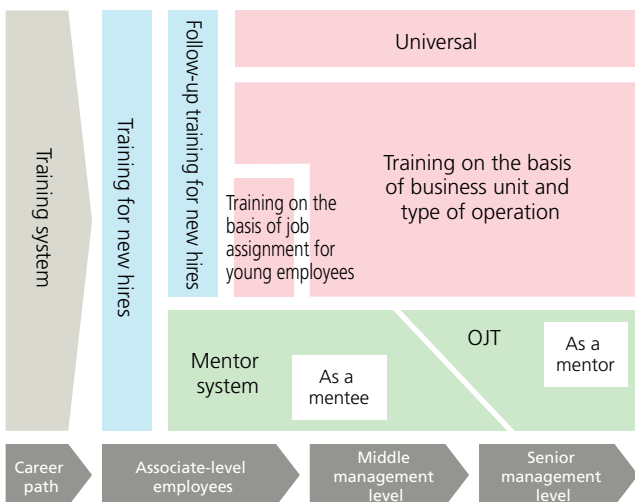 Training system
Training for new hires
Follow-up training for new hires
Universal
Training on the basis
of business unit and
type of operation
Training on the
basis of job
assignment for
young employees
Mentor
system
As a
mentee
OJT
As a
mentor
Career
path
Associate-level
employees
Middle
management
level
Senior
management
level